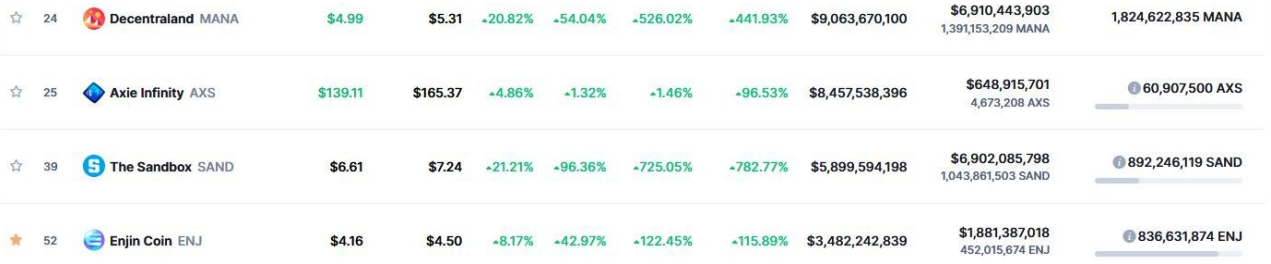 24 Decentraland MANA $4.99 $5.31 20.82% 54.04% 526.02% 441.93% $9,063,670,100 $6,910,443,903 1,824,622,835 MANA
1,391,153,209 MANA
25 Axie Infinity AXS $139.11 $165.37 4.86% 1.32% 1.46% 96.53% $8,457,538,396 $648,915,701 60,907,500 AXS
4,673,208 AXS
39 The Sandbox SAND $6.61 $7.24 21.21% 96.36% 725.05% 782.77% $5,899,594,198 $6,902,085,798 892,246,119 SAND
1,043,861,503 SAND
52 Enjin Coin ENJ $4.16 $4.50 8.17% 42.97% 122.45% 115.89% $3,482,242,839 $1,881,387,018 836,631,874 ENJ
452,015,674 ENJ